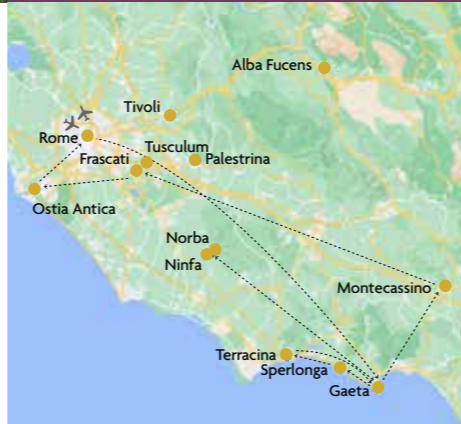 Alba Fucens
Tivoli
Rome
Tusculum
Frascati
Palestrina
Ostia Antica
Norba
Ninfa
Montecassino
Terracina
Sperlonga
Gaeta